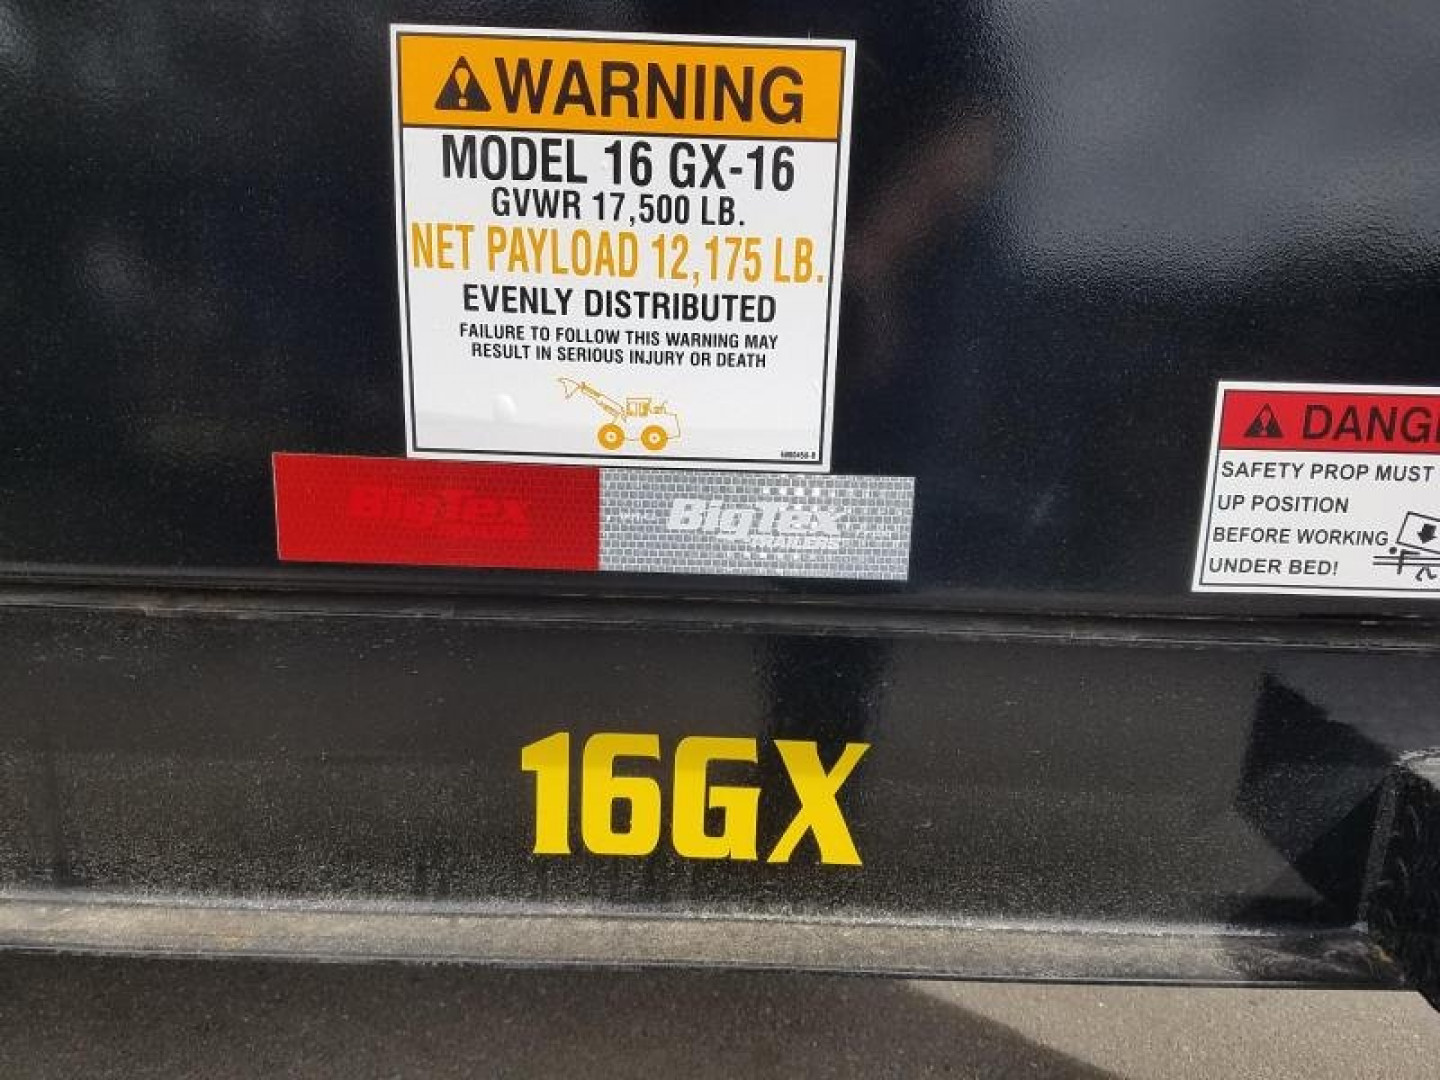 WARNING
MODEL 16 GX-16
GVWR 17,500 LB.
NET PAYLOAD 12,175 LB.
EVENLY DISTRIBUTED
FAILURE TO FOLLOW THIS WARNING MAY
RESULT IN SERIOUS INJURY OR DEATH
BigTex
BigTex
TRAILERS
SAFETY PROP MUST
UP POSITION
BEFORE WORKING
UNDER BED!
16GX